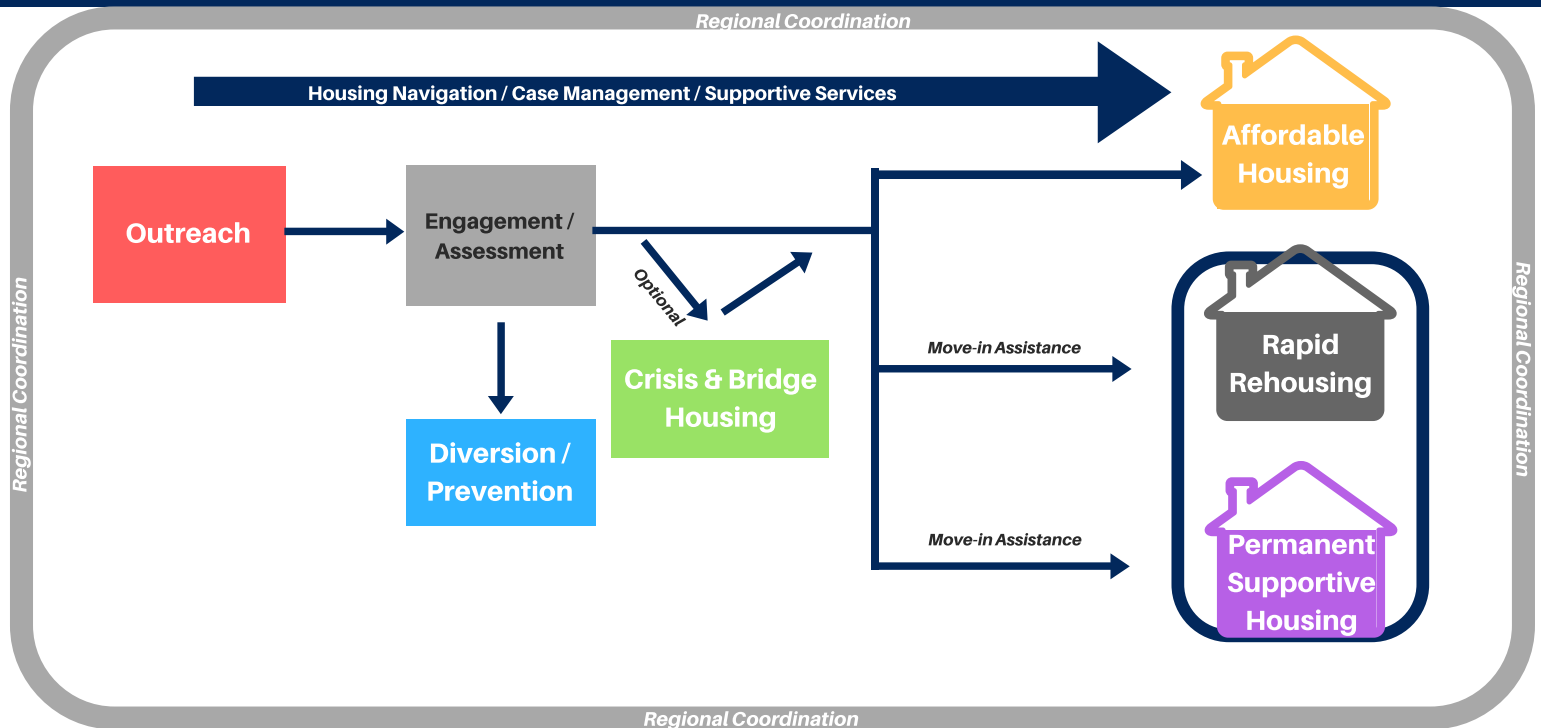 Regional Coordination
Housing Navigation / Case Management / Supportive Services
Affordable
Housing
Outreach
Engagement /
Assessment
Optional
Crisis & Bridge
Housing
Diversion /
Prevention
Move-in Assistance
Rapid
Rehousing
Move-in Assistance
Permanent
Supportive
Housing
Regional Coordination
Regional Coordination
Regional Coordination